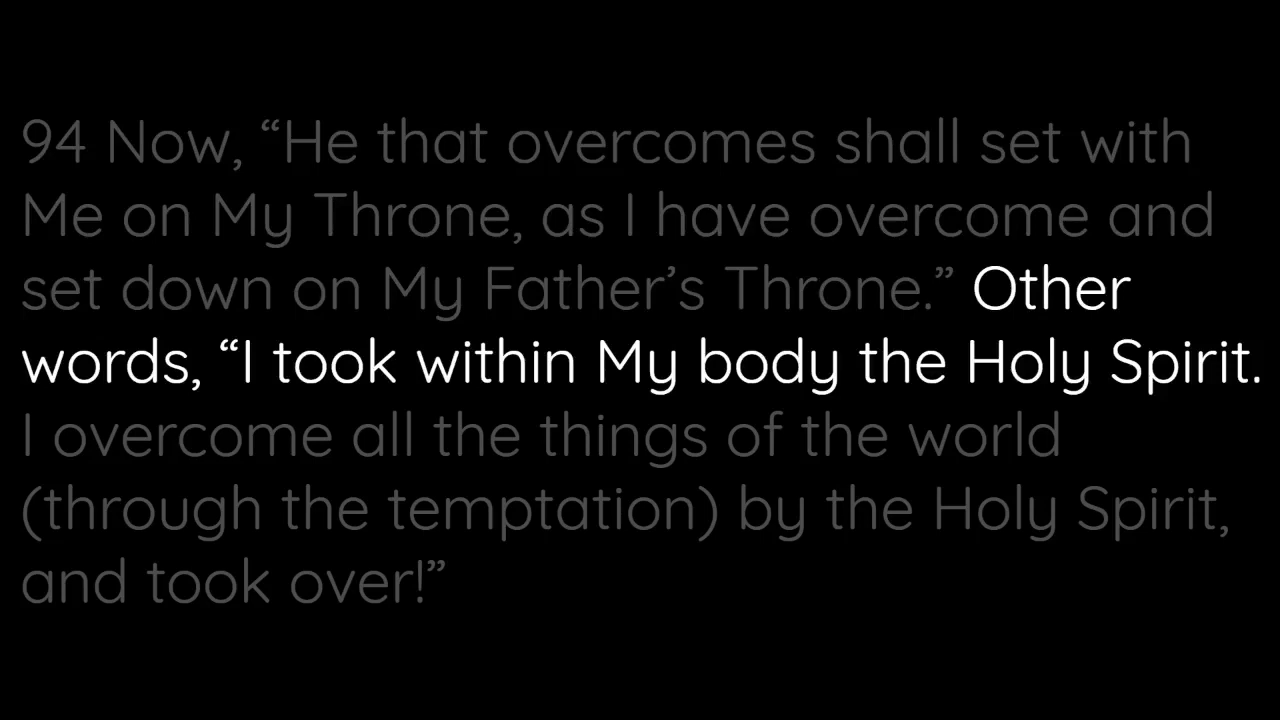 94 Now, “He that overcomes shall set with
Me on My Throne, as I have overcome and
set down on My Father’s Throne.” Other
words, “I took within My body the Holy Spirit.
I overcome all the things of the world
(through the temptation) by the Holy Spirit,
and took over!”